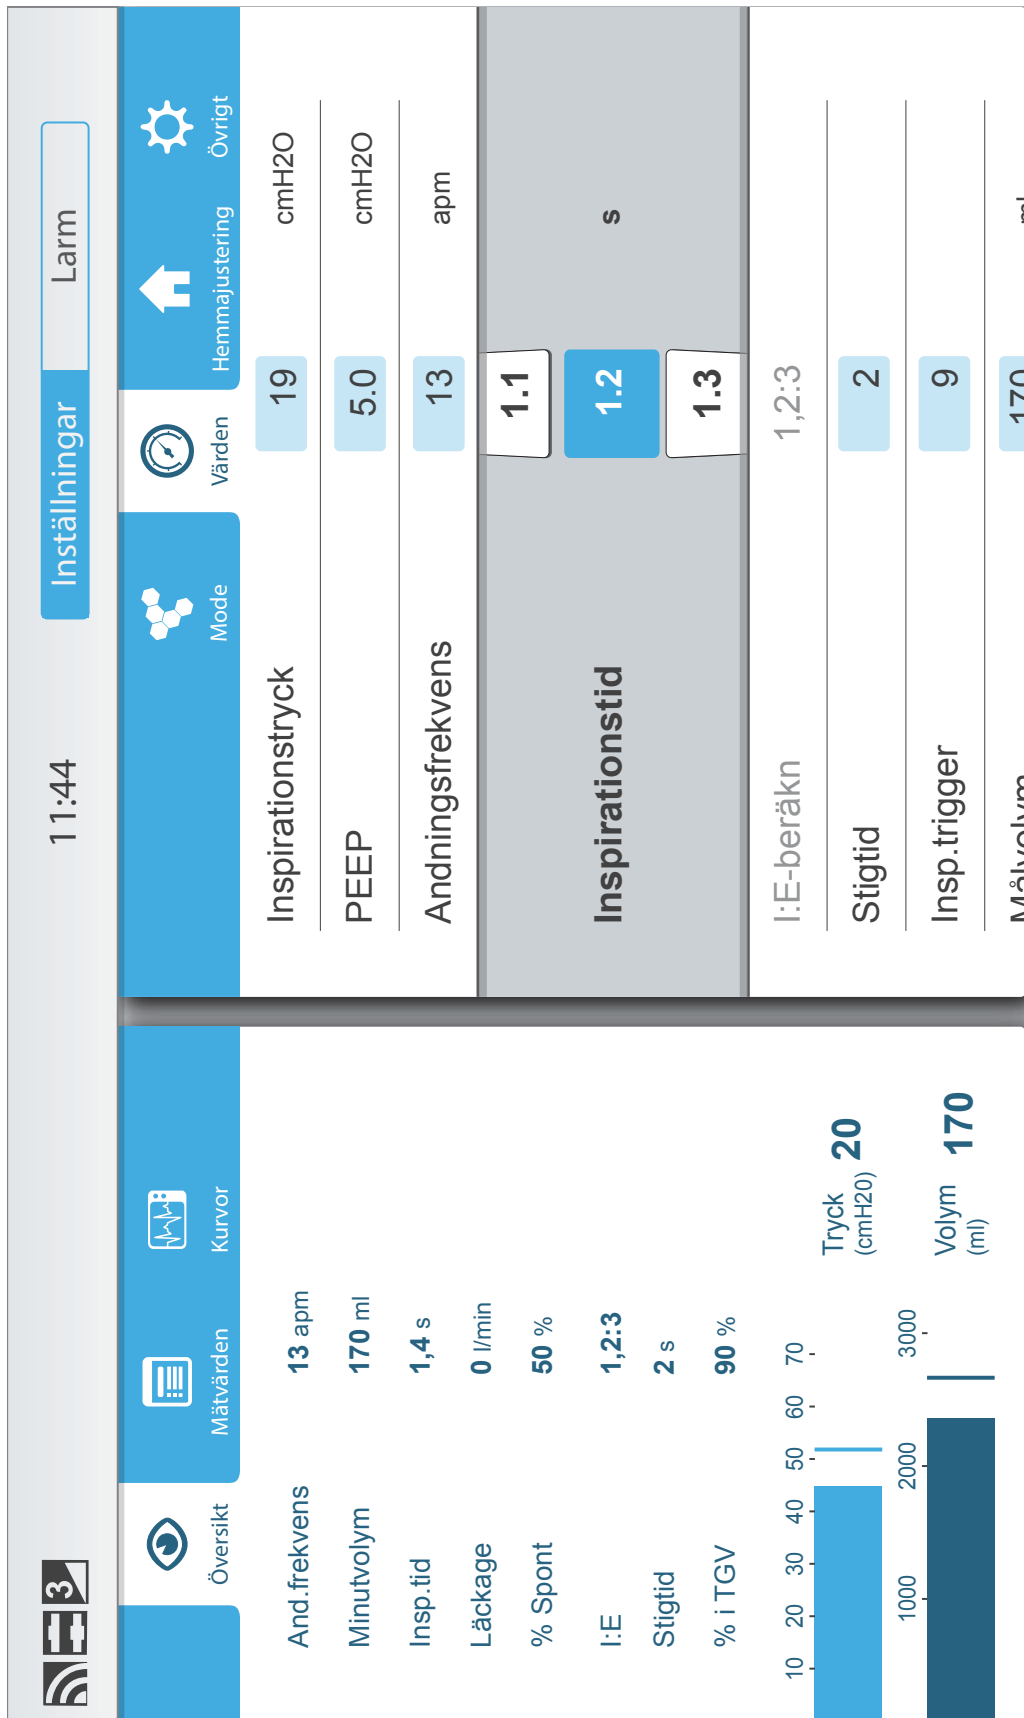 3
11:44
Inställningar
Larm
Översikt
Mätvärden
Kurvor
And.frekvens 13 apm
Minutvolym 170 ml
Insp.tid 1,4 s
Läckage 0 l/min
% Spont 50 %
I:E 1,2:3
Stigtid 2 s
% i TGV 90 %
10 20 30 40 50 60 70
Tryck 20
(cmH20)
1000 2000 3000
Volym 170
(ml)
Mode
Värden
Hemmajustering
Övrigt
Inspirationstryck 19 cmH2O
PEEP 5.0 cmH2O
Andningsfrekvens 13 apm
1.1
Inspirationstid 1.2 s
1.3
I:E-beräkn 1,2:3
Stigtid 2
Insp.trigger 9
Målvolym 170 ml